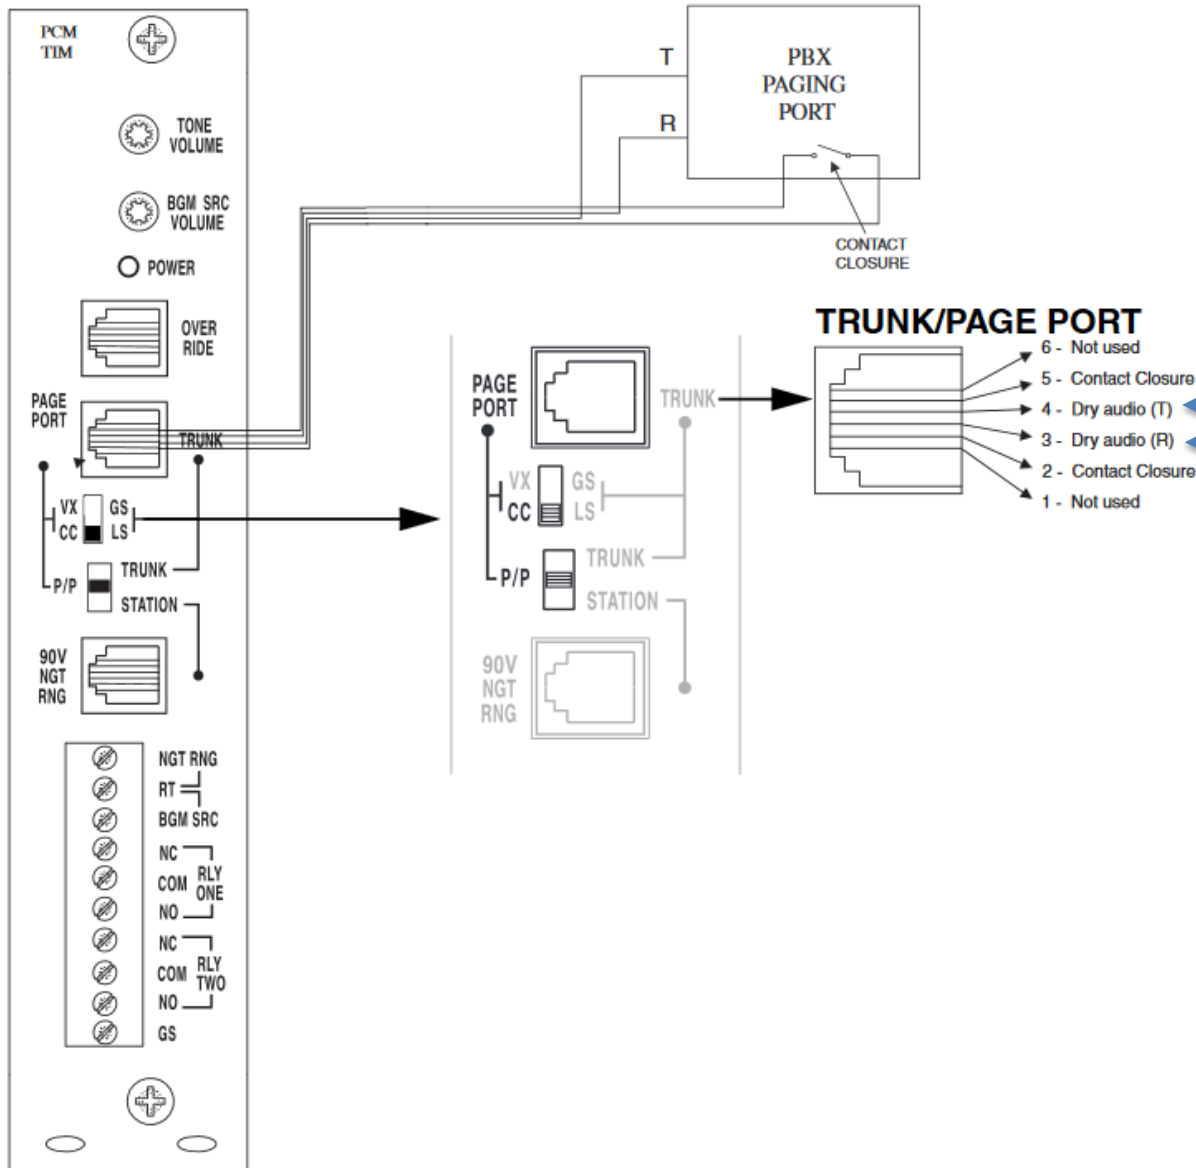 PCM
TIM
TONE
VOLUME
BGM SRC
VOLUME
POWER
OVER
RIDE
PAGE
PORT
TRUNK
VX
GS
CC
LS
P/P
TRUNK
STATION
90V
NGT
RNG
NGT RNG
RT
BGM SRC
NC
COM
RLY
ONE
NO
NC
COM
RLY
TWO
NO
GS
T
R
PBX
PAGING
PORT
CONTACT
CLOSURE
PAGE
PORT
TRUNK
VX
GS
CC
LS
TRUNK
P/P
STATION
90V
NGT
RNG
TRUNK/PAGE PORT
6 - Not used
5 - Contact Closure
4 - Dry audio (T)
3 - Dry audio (R)
2 - Contact Closure
1 - Not used